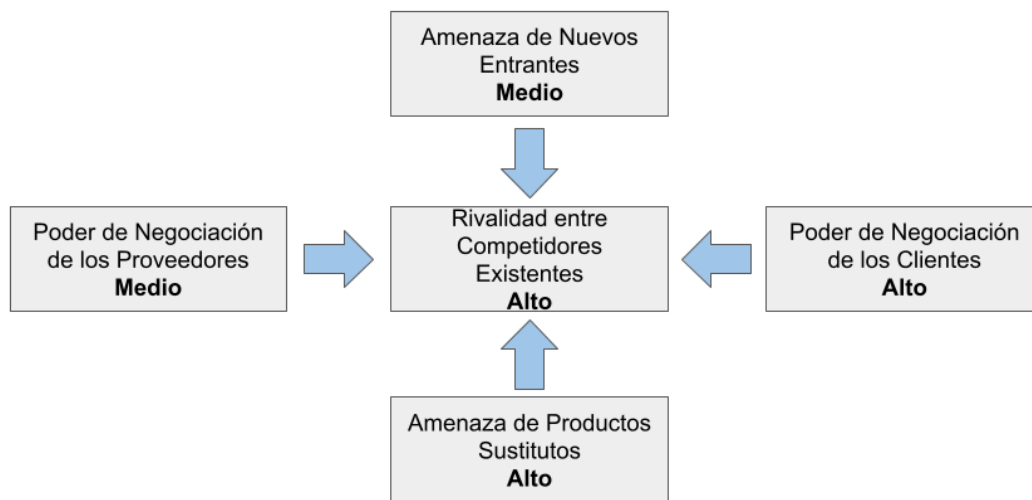 Amenaza de Nuevos
Entrantes
Medio
Poder de Negociación
de los Proveedores
Medio
Rivalidad entre
Competidores
Existentes
Alto
Poder de Negociación
de los Clientes
Alto
Amenaza de Productos
Sustitutos
Alto